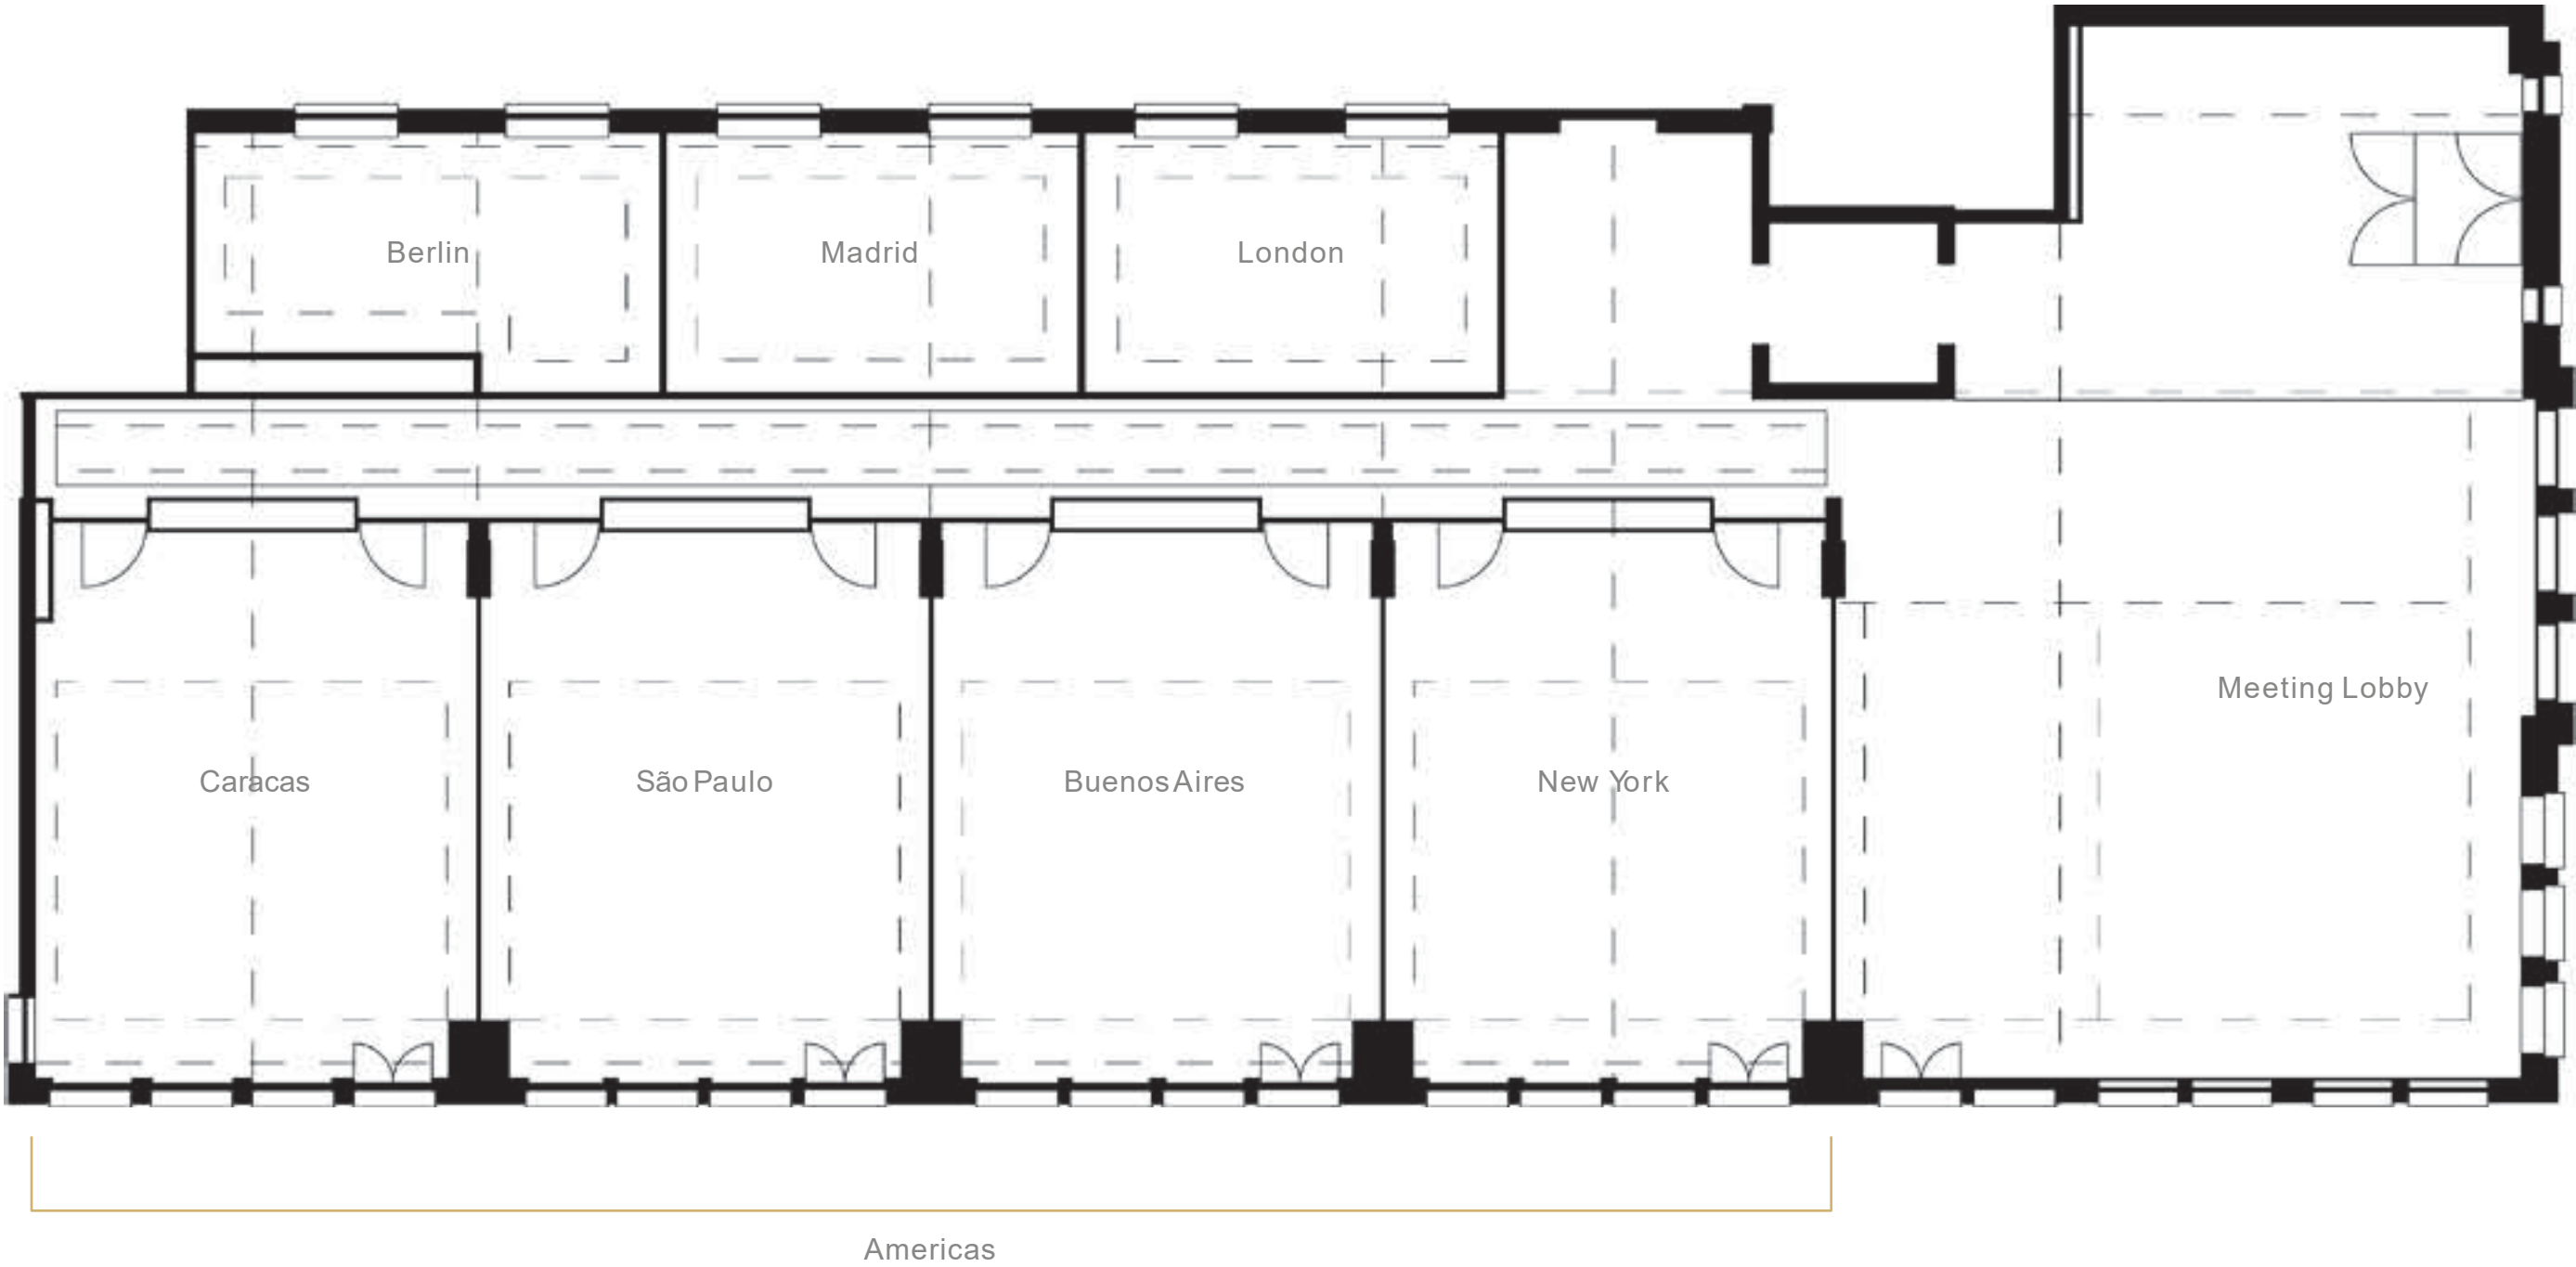 Berlin
Madrid
London
Meeting Lobby
Caracas
São Paulo
Buenos Aires
New York
Americas